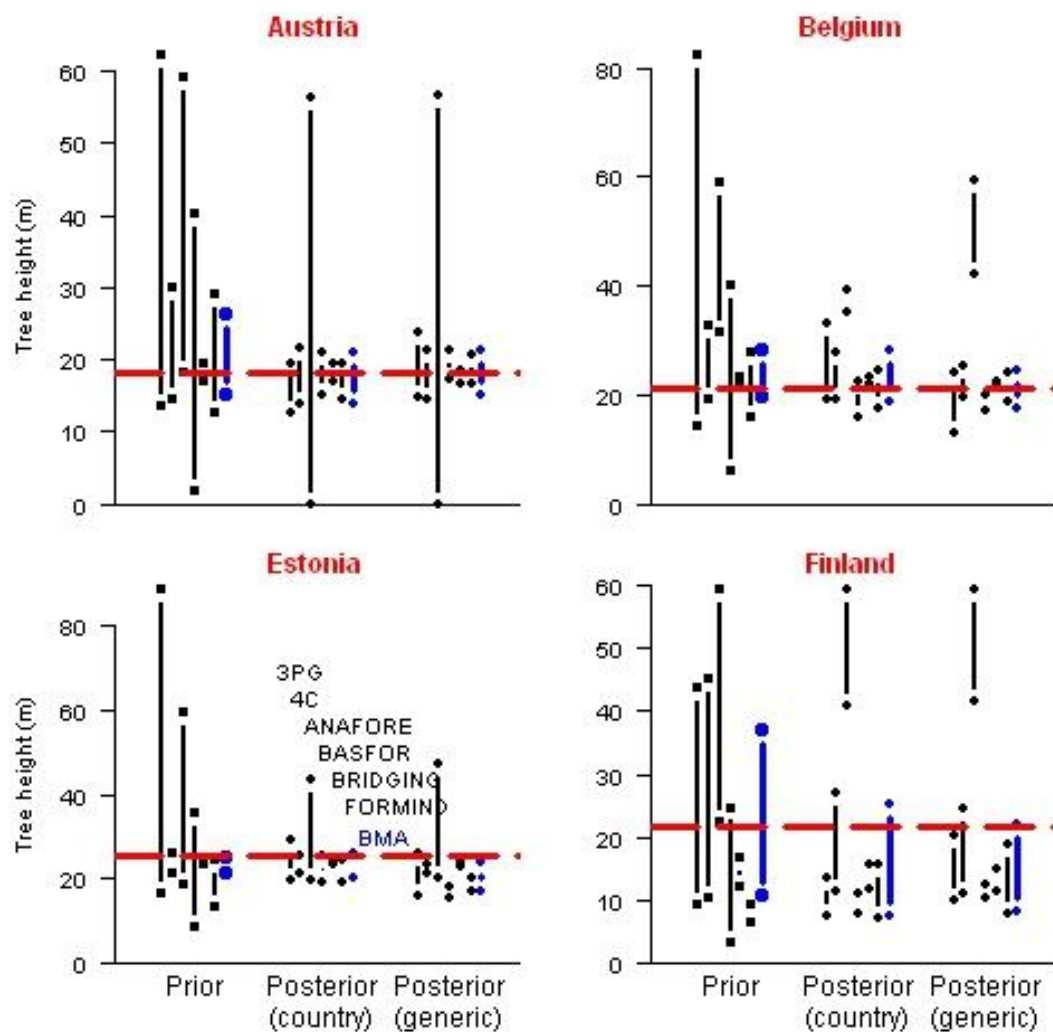 Austria
Belgium
Tree height (m)
60
50
40
30
20
10
0
80
60
40
20
0
Estonia
Finland
Tree height (m)
80
60
40
20
0
3PG
4C
ANAFORE
BASFOR
BRIDGING
FORMIND
BMA
60
50
40
30
20
10
0
Prior
Posterior
(country)
Posterior
(generic)
Prior
Posterior
(country)
Posterior
(generic)